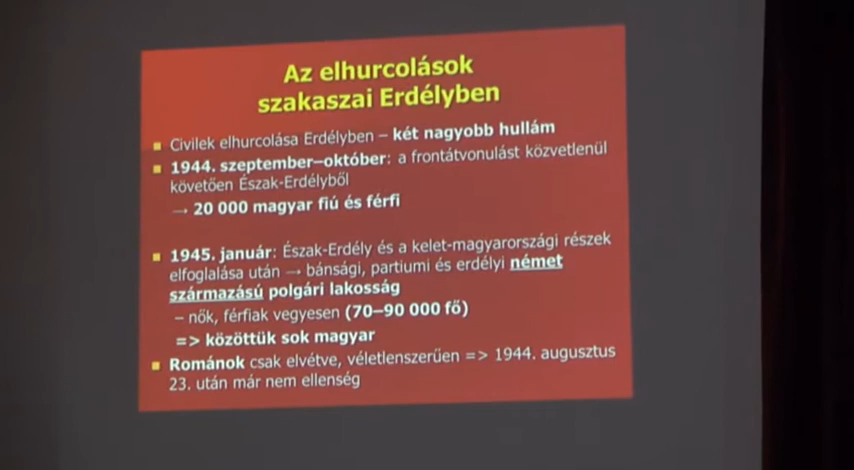 Az elhurcolások
szakaszai Erdélyben
Civilek elhurcolása Erdélyben – két nagyobb hullám
1944. szeptember–október: a frontátvonulást közvetlenül
követően Észak-Erdélyből
→ 20 000 magyar fiú és férfi
1945. január: Észak-Erdély és a kelet-magyarországi részek
elfoglalása után → bánsági, partiumi és erdélyi német
származású polgári lakosság
– nők, férfiak vegyesen (70–90 000 fő)
=> közöttük sok magyar
Románok csak elvétve, véletlenszerűen => 1944. augusztus
23. után már nem ellenség